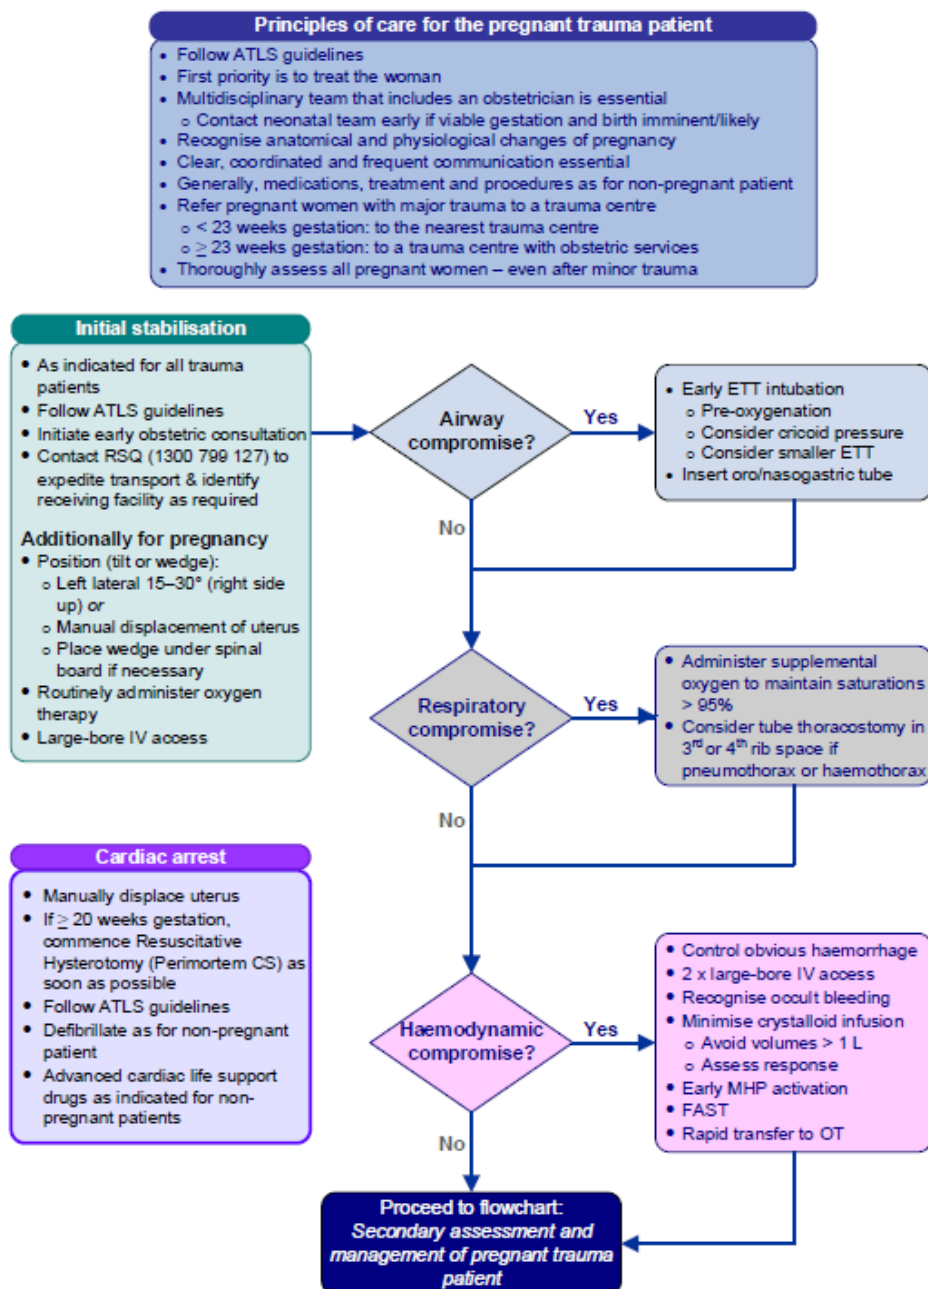 Principles of care for the pregnant trauma patient
• Follow ATLS guidelines
• First priority is to treat the woman
• Multidisciplinary team that includes an obstetrician is essential
o Contact neonatal team early if viable gestation and birth imminent/likely
• Recognise anatomical and physiological changes of pregnancy
• Clear, coordinated and frequent communication essential
• Generally, medications, treatment and procedures as for non-pregnant patient
• Refer pregnant women with major trauma to a trauma centre
o < 23 weeks gestation: to the nearest trauma centre
o ≥ 23 weeks gestation: to a trauma centre with obstetric services
• Thoroughly assess all pregnant women – even after minor trauma
Initial stabilisation
• As indicated for all trauma
patients
• Follow ATLS guidelines
• Initiate early obstetric consultation
• Contact RSQ (1300 799 127) to
expedite transport & identify
receiving facility as required
Additionally for pregnancy
• Position (tilt or wedge):
o Left lateral 15–30° (right side
up) or
o Manual displacement of uterus
o Place wedge under spinal
board if necessary
• Routinely administer oxygen
therapy
• Large-bore IV access
Airway
compromise?
Yes
• Early ETT intubation
o Pre-oxygenation
o Consider cricoid pressure
o Consider smaller ETT
• Insert oro/nasogastric tube
No
Respiratory
compromise?
Yes
• Administer supplemental
oxygen to maintain saturations
> 95%
• Consider tube thoracostomy in
3rd or 4th rib space if
pneumothorax or haemothorax
No
Cardiac arrest
• Manually displace uterus
• If ≥ 20 weeks gestation,
commence Resuscitative
Hysterotomy (Perimortem CS) as
soon as possible
• Follow ATLS guidelines
• Defibrillate as for non-pregnant
patient
• Advanced cardiac life support
drugs as indicated for non-
pregnant patients
Haemodynamic
compromise?
Yes
• Control obvious haemorrhage
• 2 x large-bore IV access
• Recognise occult bleeding
• Minimise crystalloid infusion
o Avoid volumes > 1 L
o Assess response
• Early MHP activation
• FAST
• Rapid transfer to OT
No
Proceed to flowchart:
Secondary assessment and
management of pregnant trauma
patient